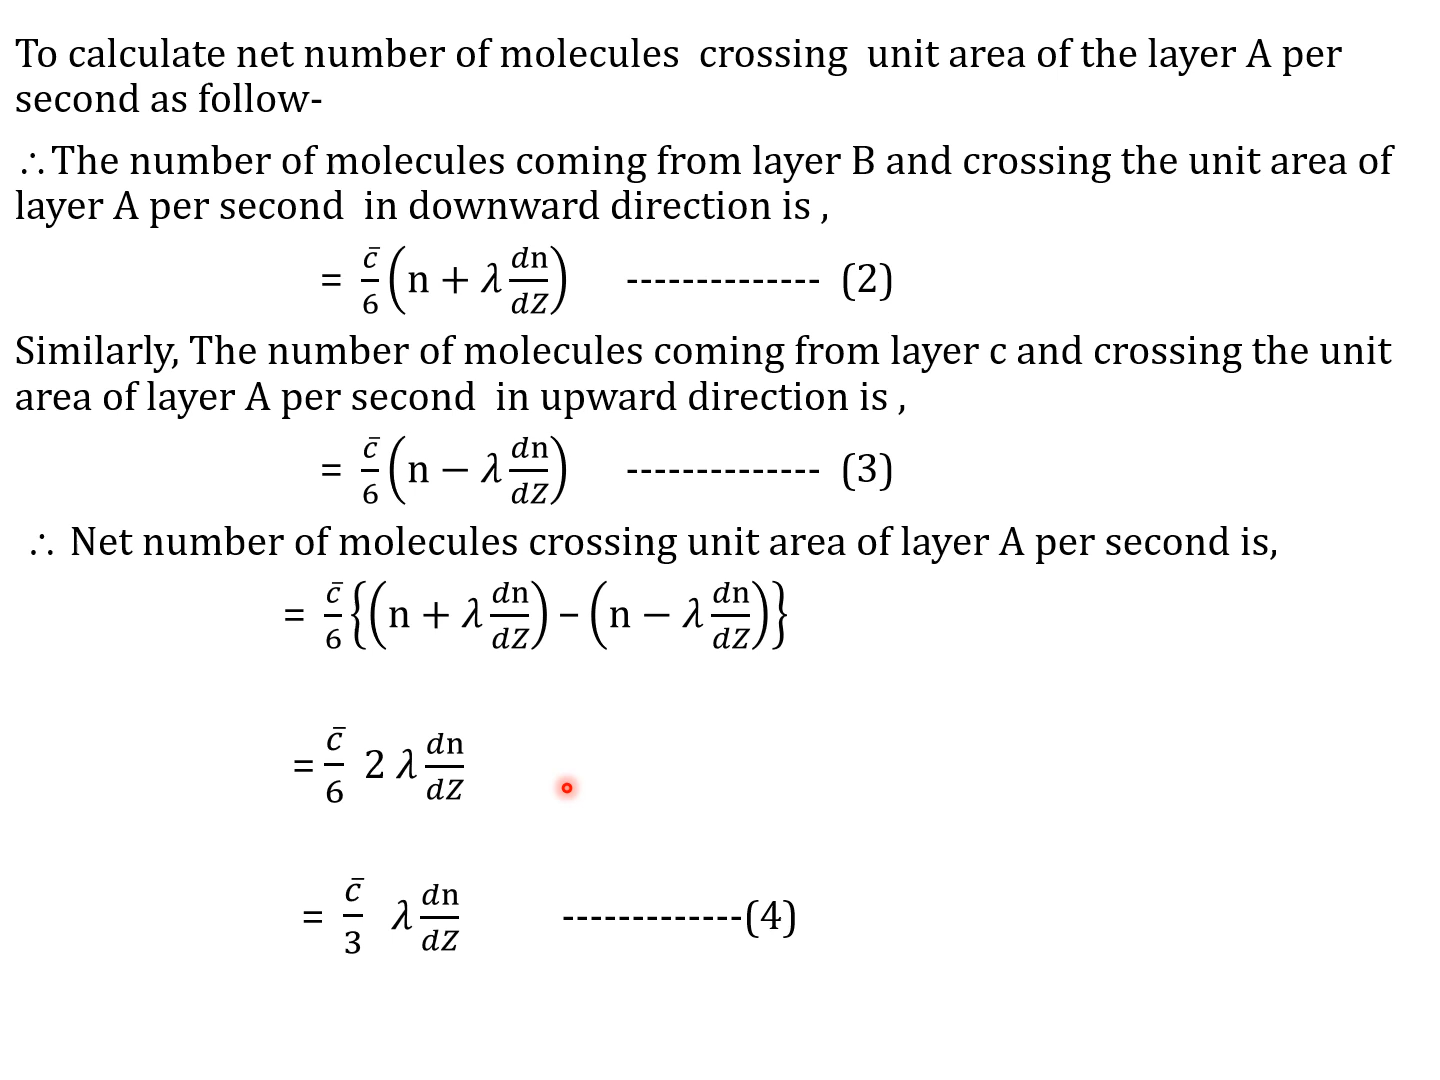 To calculate net number of molecules  crossing  unit area of the layer A per
second as follow-
∴The number of molecules coming from layer B and crossing the unit area of
layer A per second  in downward direction is ,
= c̄/6 (n + λ dn/dZ)  --------------  (2)
Similarly, The number of molecules coming from layer c and crossing the unit
area of layer A per second  in upward direction is ,
= c̄/6 (n − λ dn/dZ)  --------------  (3)
∴ Net number of molecules crossing unit area of layer A per second is,
= c̄/6 {(n + λ dn/dZ) – (n − λ dn/dZ)}
= c̄/6 2 λ dn/dZ
= c̄/3 λ dn/dZ  -------------(4)